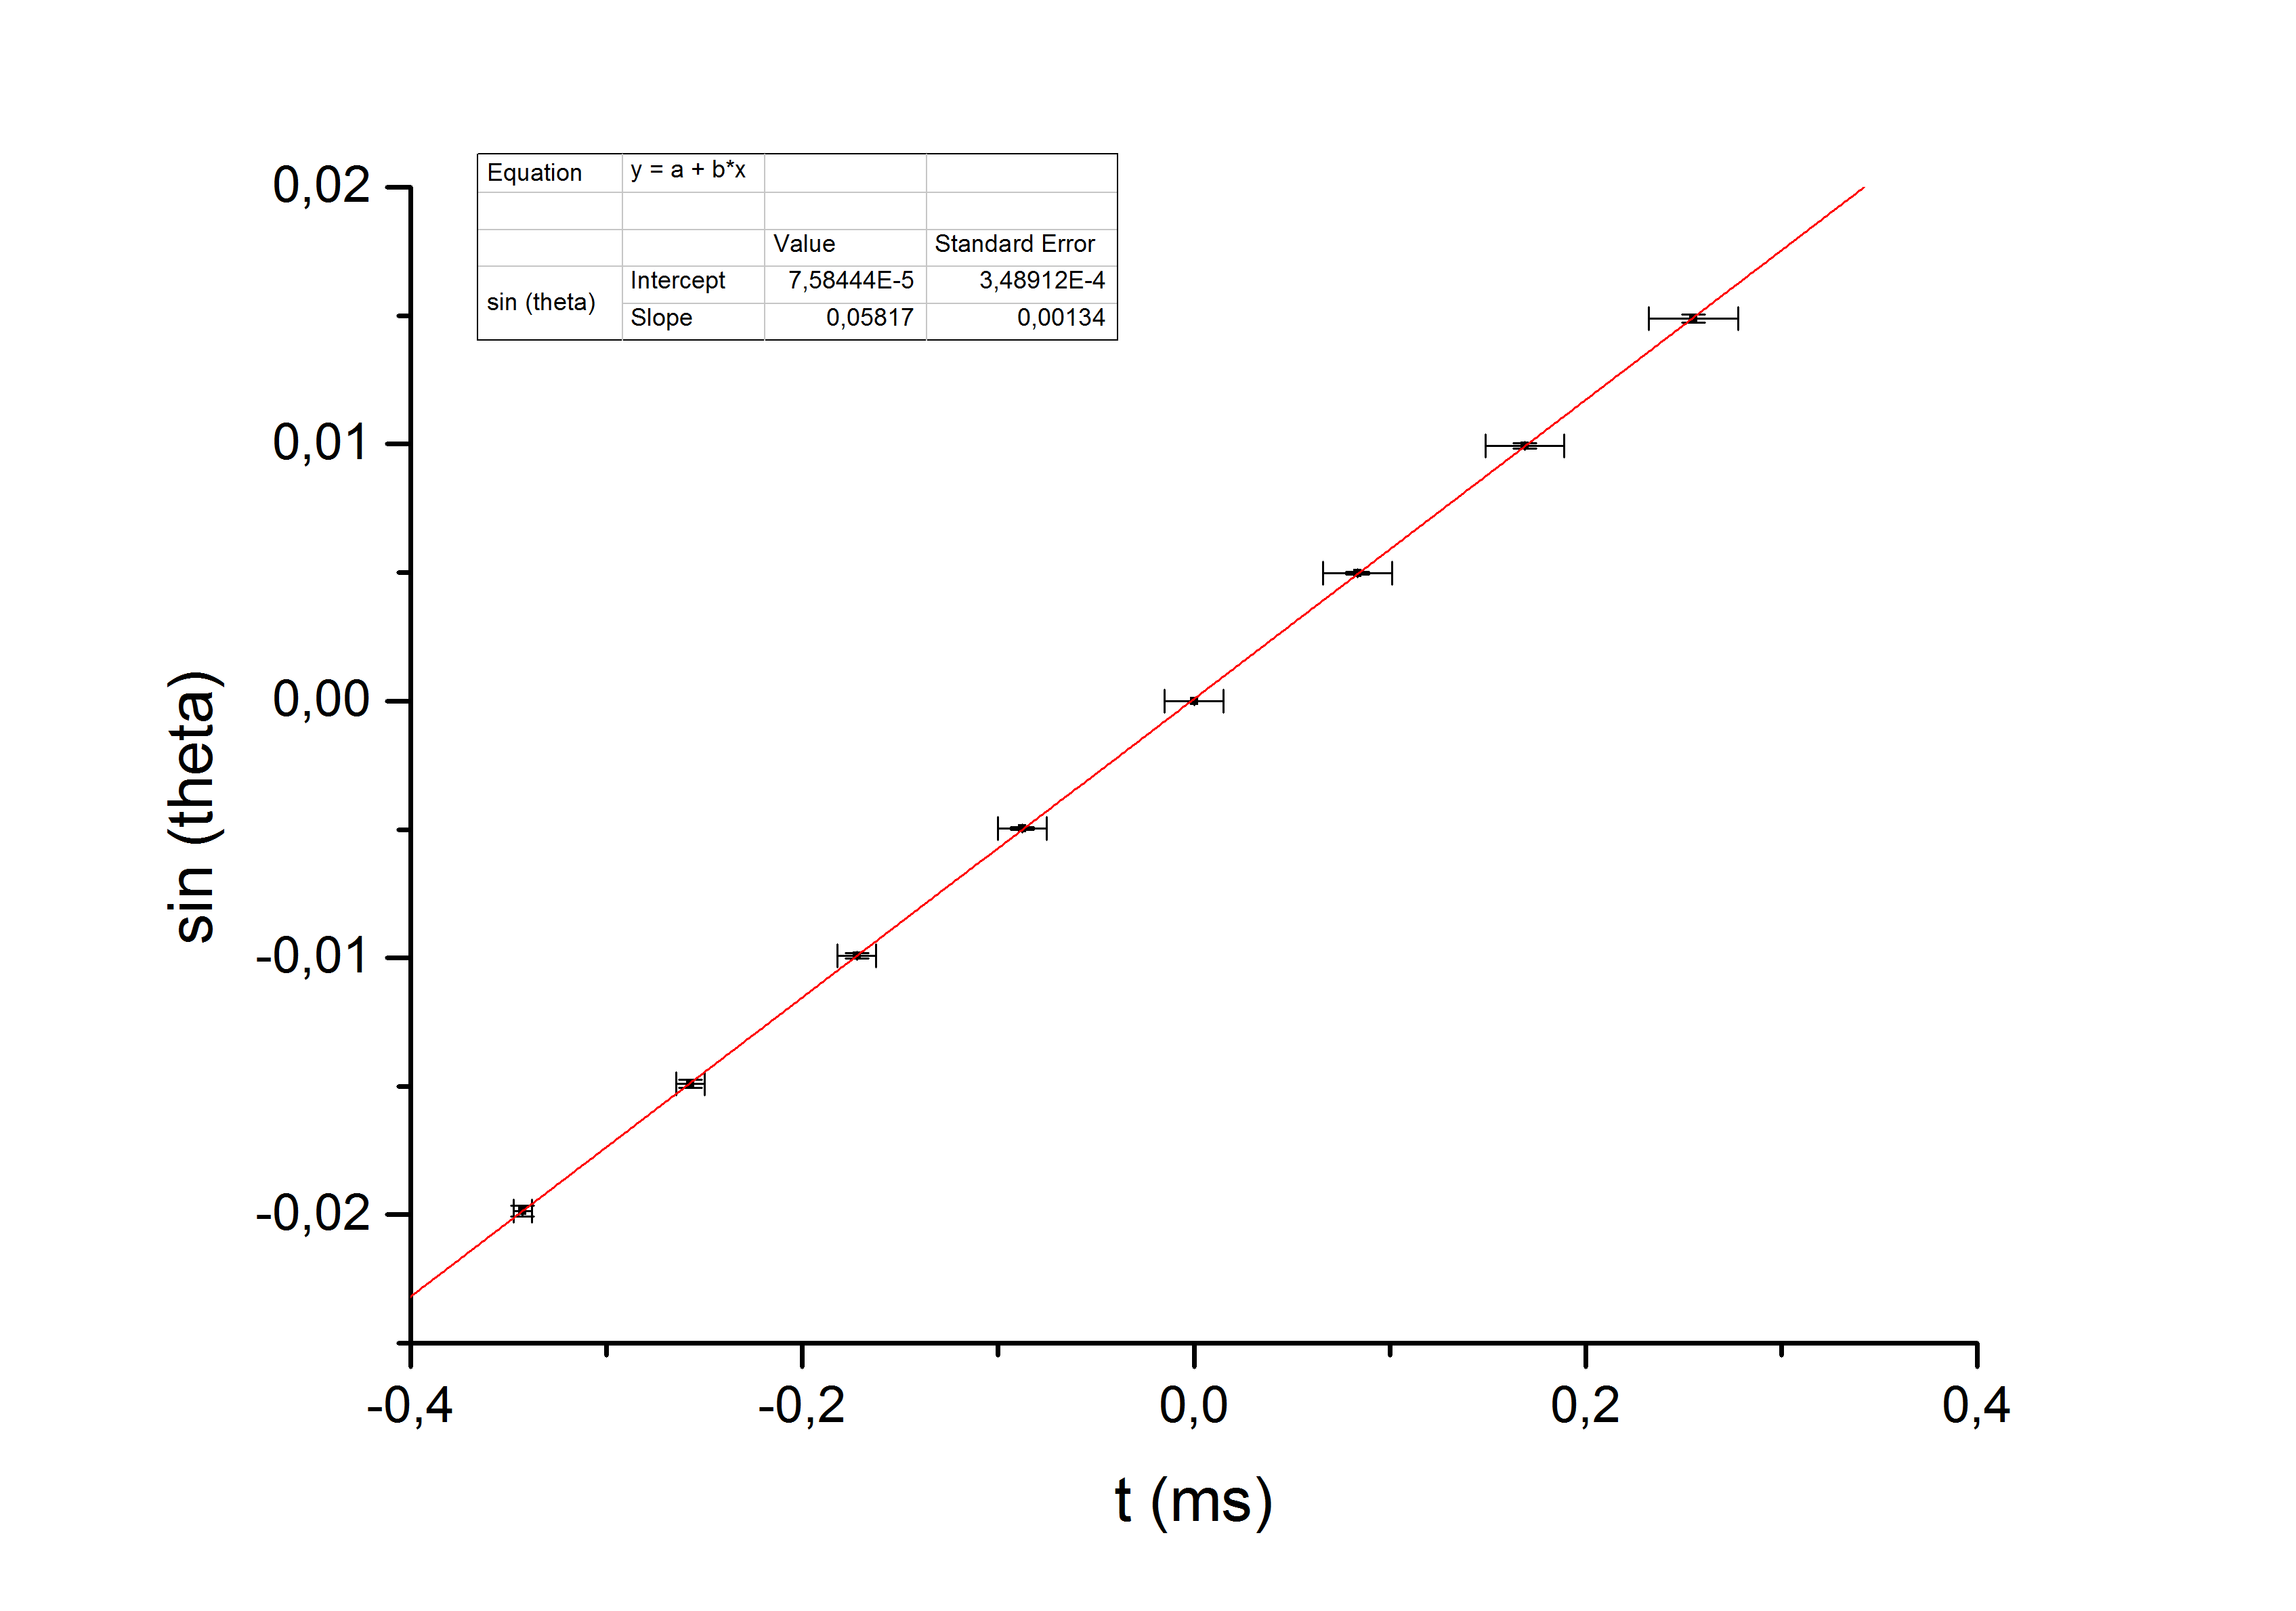 Equation y = a + b*x
Value Standard Error
sin (theta) Intercept 7,58444E-5 3,48912E-4
Slope 0,05817 0,00134
0,02
0,01
0,00
-0,01
-0,02
sin (theta)
-0,4 -0,2 0,0 0,2 0,4
t (ms)